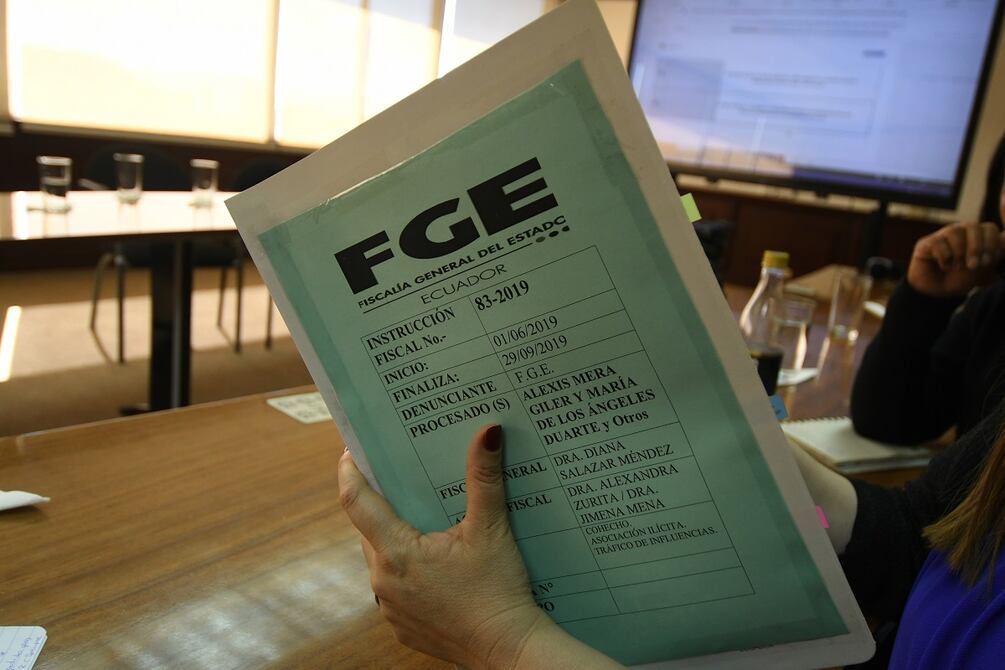 FGE
FISCALÍA GENERAL DEL ESTADO
ECUADOR
INSTRUCCIÓN
FISCAL No.-
83-2019
INICIO:
01/06/2019
FINALIZA:
29/09/2019
DENUNCIANTE
F.G.E.
PROCESADO (S)
ALEXIS MERA
GILER Y MARÍA
DE LOS ÁNGELES
DUARTE y Otros
GENERAL
DRA. DIANA
SALAZAR MÉNDEZ
FISCAL
DRA. ALEXANDRA
ZURITA / DRA.
JIMENA MENA
COHECHO.
ASOCIACIÓN ILÍCITA.
TRÁFICO DE INFLUENCIAS.